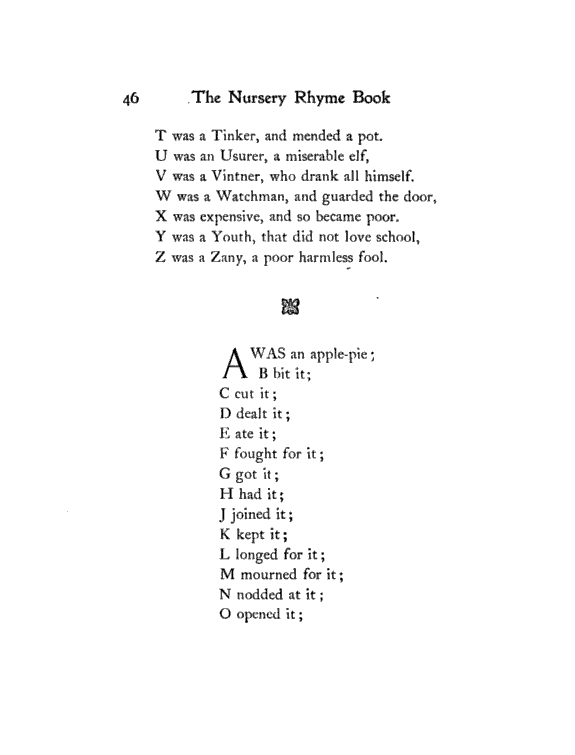 46 The Nursery Rhyme Book
T was a Tinker, and mended a pot.
U was an Usurer, a miserable elf,
V was a Vintner, who drank all himself.
W was a Watchman, and guarded the door,
X was expensive, and so became poor.
Y was a Youth, that did not love school,
Z was a Zany, a poor harmless fool.
A WAS an apple-pie;
B bit it;
C cut it;
D dealt it;
E ate it;
F fought for it;
G got it;
H had it;
J joined it;
K kept it;
L longed for it;
M mourned for it;
N nodded at it;
O opened it;